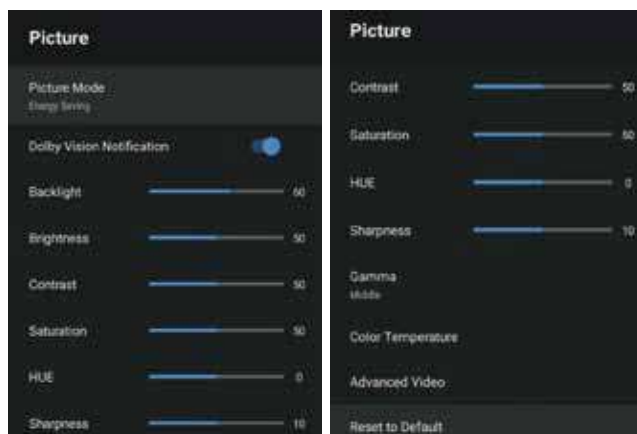 Picture
Picture Mode
Energy Saving
Dolby Vision Notification
Backlight 60
Brightness 50
Contrast 50
Saturation 50
HUE 0
Sharpness 10
Picture
Contrast 50
Saturation 50
HUE 0
Sharpness 10
Gamma
Middle
Color Temperature
Advanced Video
Reset to Default